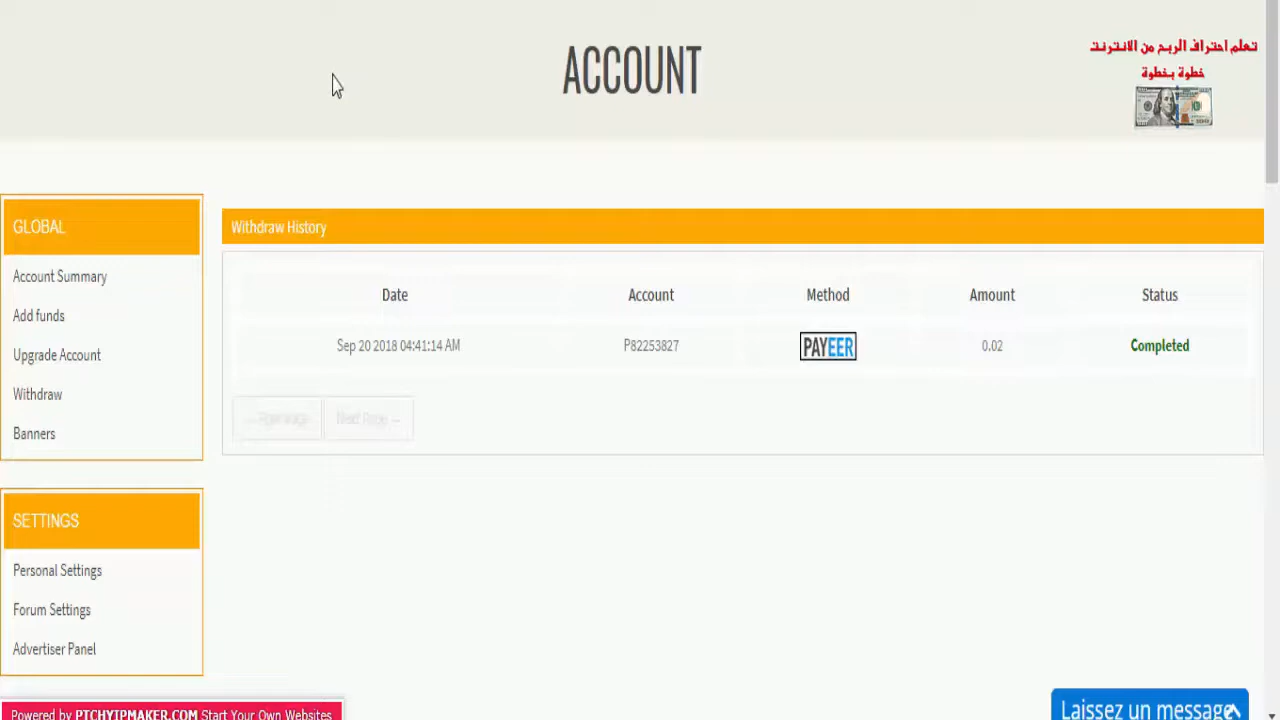 ACCOUNT
تعلم احتراف الربح من الانترنت
خطوة بخطوة
GLOBAL
Account Summary
Add funds
Upgrade Account
Withdraw
Banners
SETTINGS
Personal Settings
Forum Settings
Advertiser Panel
Withdraw History
Date Account Method Amount Status
Sep 20 2018 04:41:14 AM P82253827 PAYEER 0.02 Completed
Next Page →
Powered by PTCHYIPMAKER.COM Start Your Own Websites
Laissez un message